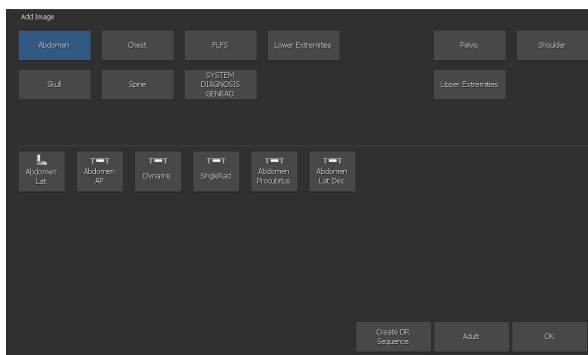 Add Image
Abdomen
Chest
FLFS
Lower Extremities
Pelvis
Shoulder
Skull
Spine
SYSTEM
DIAGNOSIS
GENRAD
Upper Extremities
Abdomen
Lat
Abdomen
AP
Dynamic
SingleRad
Abdomen
Procubitus
Abdomen
Lat Dec
Create DR
Sequence
Adult
OK